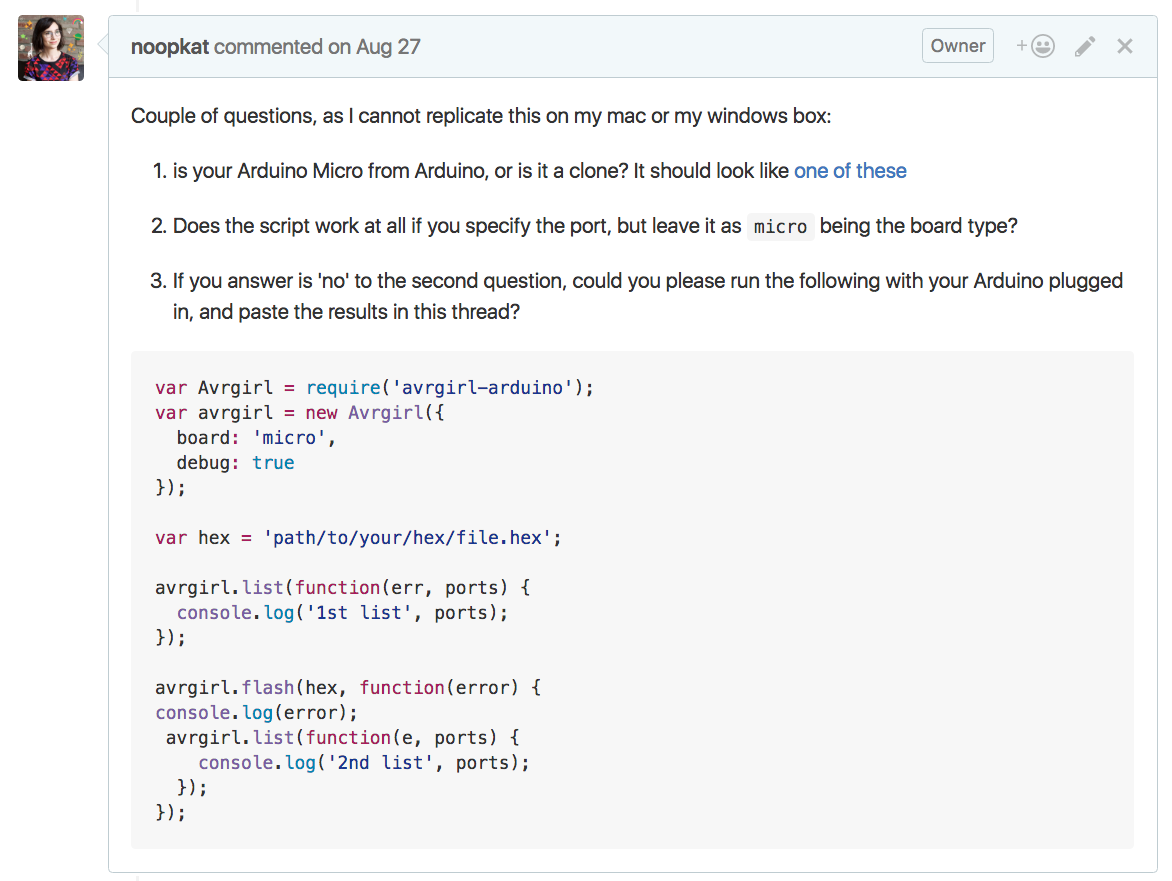 noopkat commented on Aug 27
Owner
Couple of questions, as I cannot replicate this on my mac or my windows box:
1. is your Arduino Micro from Arduino, or is it a clone? It should look like one of these
2. Does the script work at all if you specify the port, but leave it as micro being the board type?
3. If you answer is 'no' to the second question, could you please run the following with your Arduino plugged
in, and paste the results in this thread?
var Avrgirl = require('avrgirl-arduino');
var avrgirl = new Avrgirl({
  board: 'micro',
  debug: true
});

var hex = 'path/to/your/hex/file.hex';

avrgirl.list(function(err, ports) {
  console.log('1st list', ports);
});

avrgirl.flash(hex, function(error) {
console.log(error);
 avrgirl.list(function(e, ports) {
    console.log('2nd list', ports);
  });
});